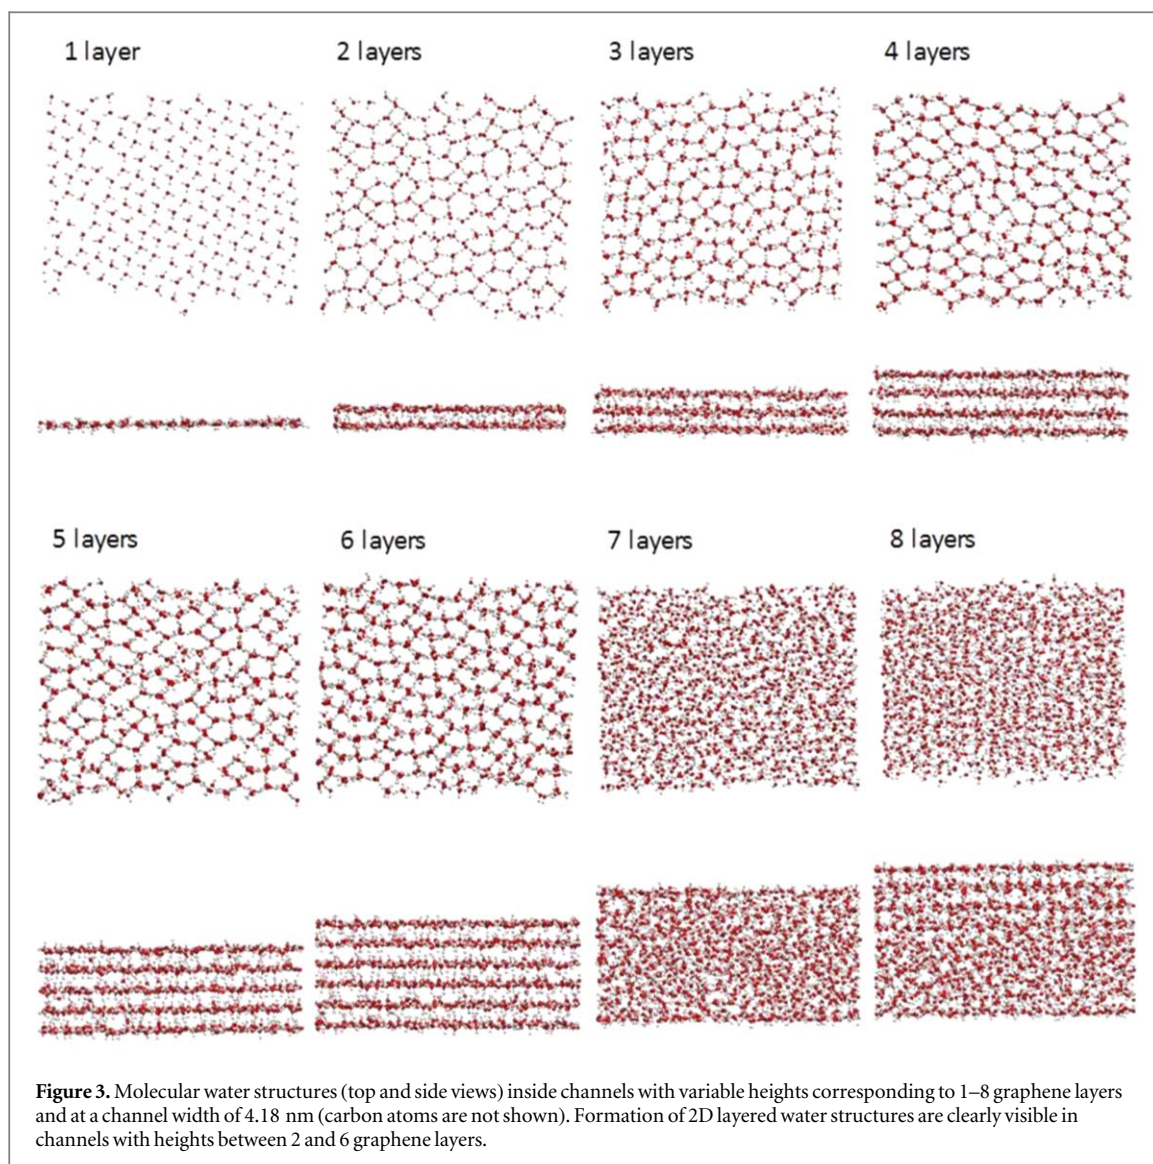 1 layer
2 layers
3 layers
4 layers
5 layers
6 layers
7 layers
8 layers
Figure 3. Molecular water structures (top and side views) inside channels with variable heights corresponding to 1–8 graphene layers
and at a channel width of 4.18 nm (carbon atoms are not shown). Formation of 2D layered water structures are clearly visible in
channels with heights between 2 and 6 graphene layers.